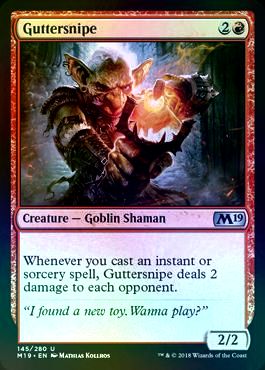 Guttersnipe 2
Creature — Goblin Shaman M19
Whenever you cast an instant or
sorcery spell, Guttersnipe deals 2
damage to each opponent.
“I found a new toy. Wanna play?”
2/2
145/280 U
M19 • EN Mathias Kollros
™ & © 2018 Wizards of the Coast